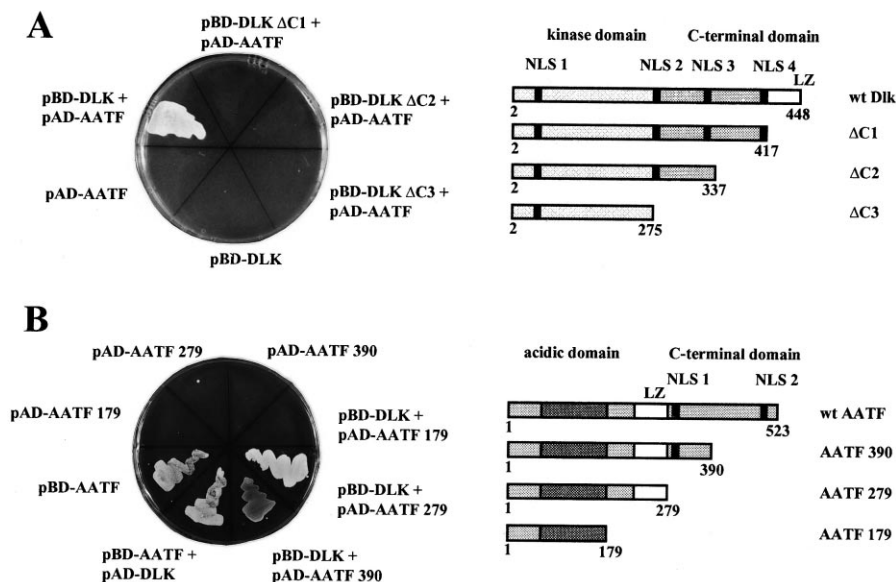 A
pBD-DLK ΔC1 +
pAD-AATF
pBD-DLK +
pAD-AATF
pBD-DLK ΔC2 +
pAD-AATF
pAD-AATF
pBD-DLK ΔC3 +
pAD-AATF
pBD-DLK
kinase domain
C-terminal domain
NLS 1
NLS 2
NLS 3
NLS 4
LZ
wt Dlk
2
448
ΔC1
2
417
ΔC2
2
337
ΔC3
2
275
B
pAD-AATF 279
pAD-AATF 390
pAD-AATF 179
pBD-DLK +
pAD-AATF 179
pBD-AATF
pBD-DLK +
pAD-AATF 279
pBD-AATF +
pAD-DLK
pBD-DLK +
pAD-AATF 390
acidic domain
C-terminal domain
LZ
NLS 1
NLS 2
wt AATF
1
523
AATF 390
1
390
AATF 279
1
279
AATF 179
1
179